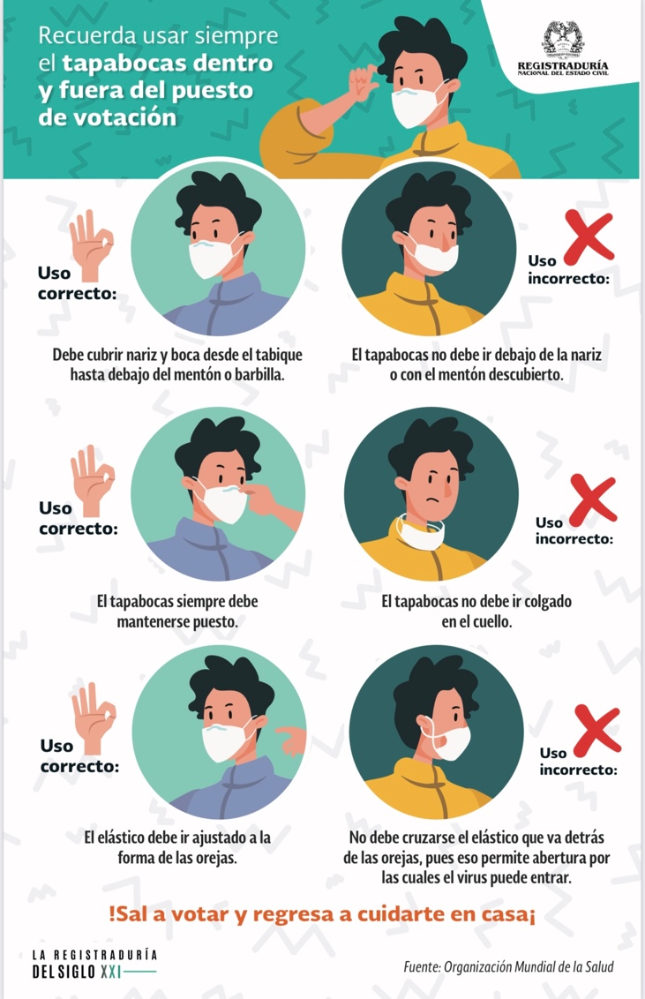 Recuerda usar siempre
el tapabocas dentro
y fuera del puesto
de votación
REGISTRADURÍA
NACIONAL DEL ESTADO CIVIL
Uso
correcto:
Debe cubrir nariz y boca desde el tabique
hasta debajo del mentón o barbilla.
Uso
incorrecto:
El tapabocas no debe ir debajo de la nariz
o con el mentón descubierto.
Uso
correcto:
El tapabocas siempre debe
mantenerse puesto.
Uso
incorrecto:
El tapabocas no debe ir colgado
en el cuello.
Uso
correcto:
El elástico debe ir ajustado a la
forma de las orejas.
Uso
incorrecto:
No debe cruzarse el elástico que va detrás
de las orejas, pues eso permite abertura por
las cuales el virus puede entrar.
!Sal a votar y regresa a cuidarte en casa¡
LA REGISTRADURÍA
DEL SIGLO XXI
Fuente: Organización Mundial de la Salud